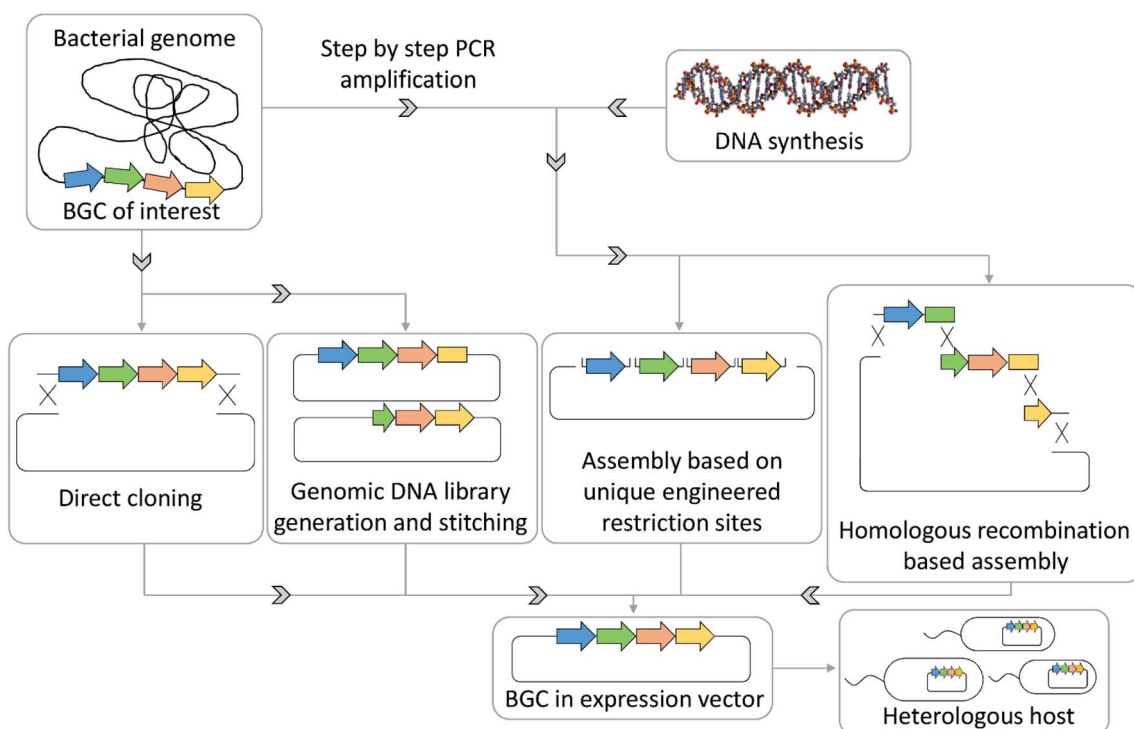 Bacterial genome
BGC of interest
Step by step PCR
amplification
DNA synthesis
Direct cloning
Genomic DNA library
generation and stitching
Assembly based on
unique engineered
restriction sites
Homologous recombination
based assembly
BGC in expression vector
Heterologous host